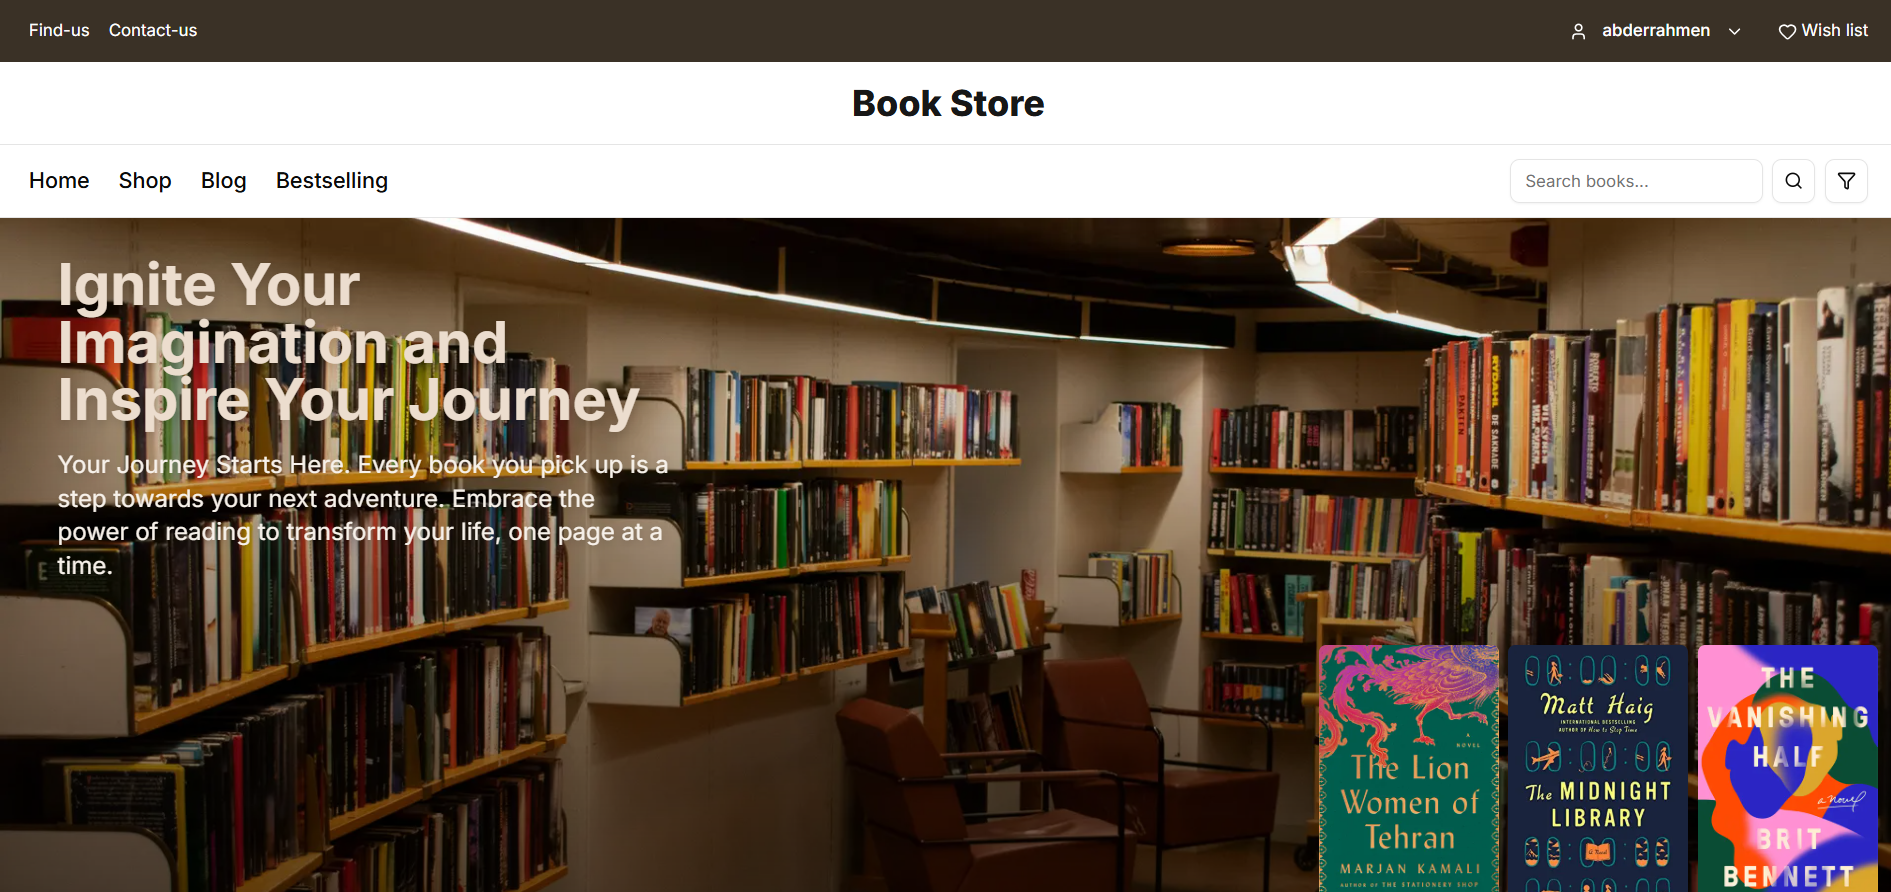 Find-us Contact-us abderrahmen Wish list
Book Store
Home Shop Blog Bestselling Search books...
Ignite Your
Imagination and
Inspire Your Journey
Your Journey Starts Here. Every book you pick up is a
step towards your next adventure. Embrace the
power of reading to transform your life, one page at a
time.
A
NOVEL
The Lion
Women of
Tehran
MARJAN KAMALI
AUTHOR OF THE STATIONERY SHOP
Matt Haig
INTERNATIONAL BESTSELLING
AUTHOR OF How to Stop Time
The MIDNIGHT
LIBRARY
A Novel
THE
VANISHING
HALF
a novel
BRIT
BENNETT